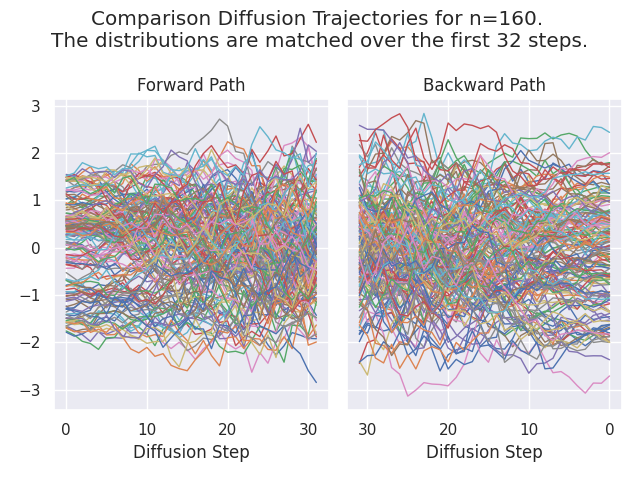 Comparison Diffusion Trajectories for n=160.
The distributions are matched over the first 32 steps.
Forward Path
Backward Path
3
2
1
0
−1
−2
−3
0 10 20 30
30 20 10 0
Diffusion Step
Diffusion Step